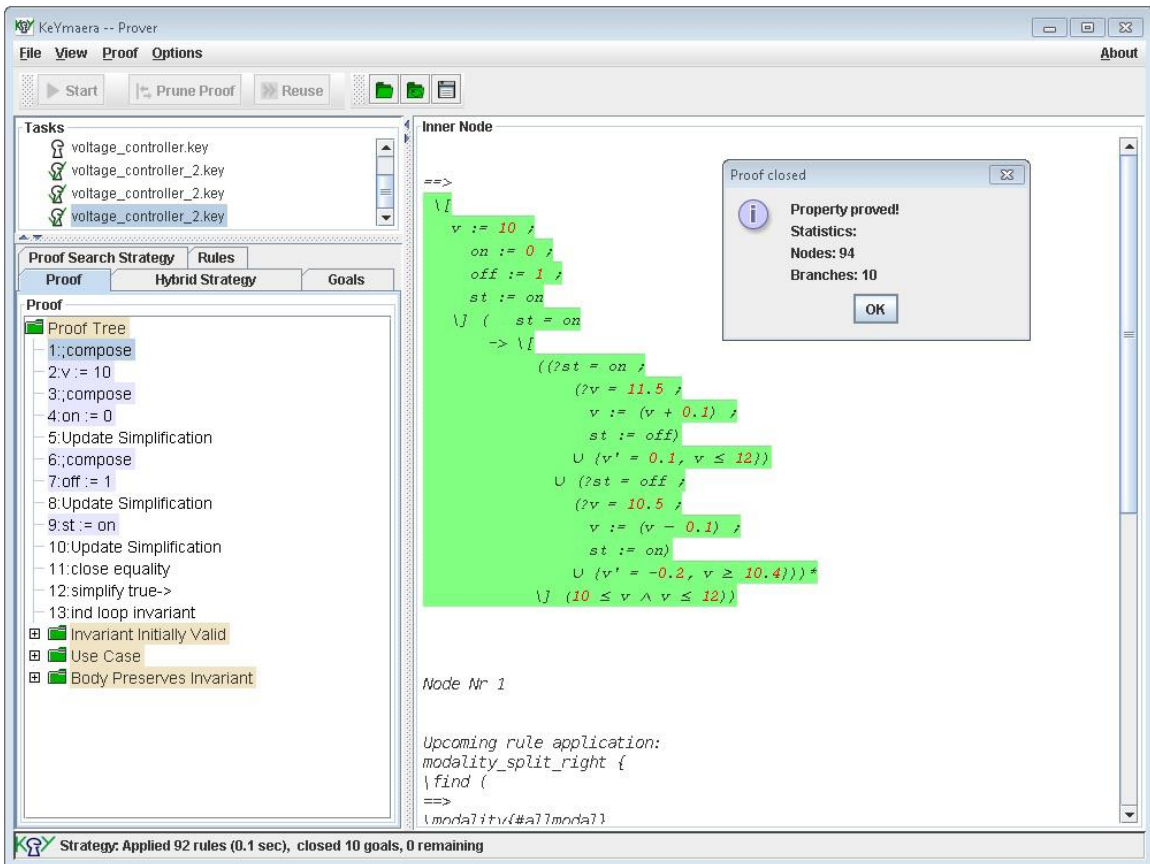 KeYmaera -- Prover
File View Proof Options About
Start Prune Proof Reuse
Tasks
voltage_controller.key
voltage_controller_2.key
voltage_controller_2.key
voltage_controller_2.key
Proof Search Strategy Rules
Proof Hybrid Strategy Goals
Proof
Proof Tree
1:;compose
2:v := 10
3:;compose
4:on := 0
5:Update Simplification
6:;compose
7:off := 1
8:Update Simplification
9:st := on
10:Update Simplification
11:close equality
12:simplify true->
13:ind loop invariant
Invariant Initially Valid
Use Case
Body Preserves Invariant
Inner Node
==>
\[
v := 10 ;
on := 0 ;
off := 1 ;
st := on
\] ( st = on
-> \[
((?st = on ;
(?v = 11.5 ;
v := (v + 0.1) ;
st := off)
∪ {v' = 0.1, v ≤ 12})
∪ (?st = off ;
(?v = 10.5 ;
v := (v − 0.1) ;
st := on)
∪ {v' = -0.2, v ≥ 10.4}))*
\] (10 ≤ v ∧ v ≤ 12))
Node Nr 1
Upcoming rule application:
modality_split_right {
\find (
==>
\modality{#allmodal}
Proof closed
Property proved!
Statistics:
Nodes: 94
Branches: 10
OK
KeY Strategy: Applied 92 rules (0.1 sec), closed 10 goals, 0 remaining